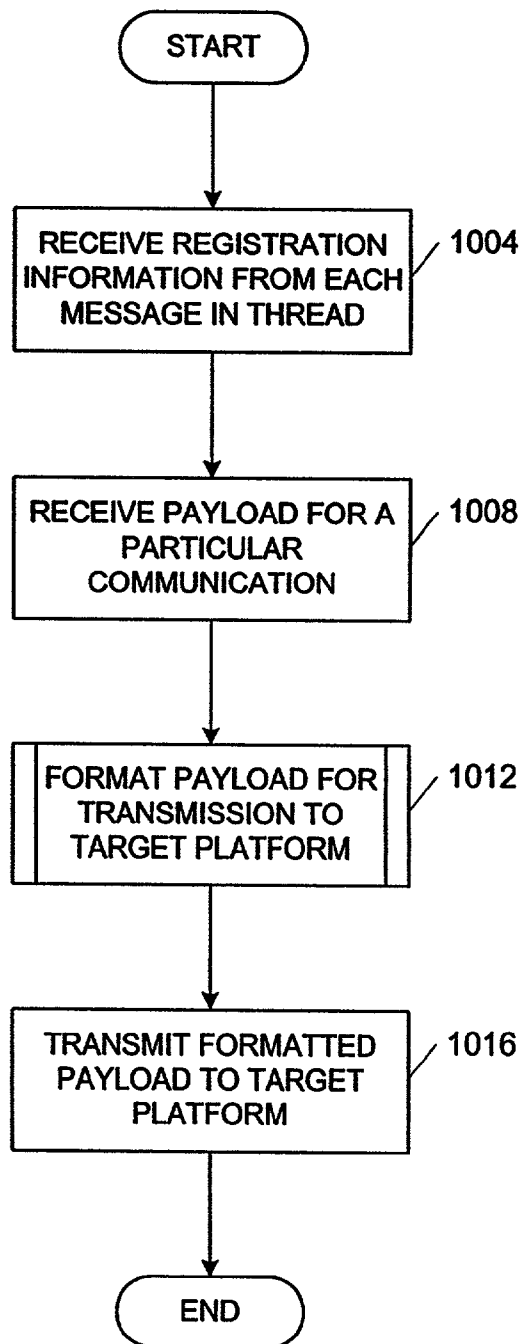 START
RECEIVE REGISTRATION
INFORMATION FROM EACH
MESSAGE IN THREAD
1004
RECEIVE PAYLOAD FOR A
PARTICULAR
COMMUNICATION
1008
FORMAT PAYLOAD FOR
TRANSMISSION TO
TARGET PLATFORM
1012
TRANSMIT FORMATTED
PAYLOAD TO TARGET
PLATFORM
1016
END